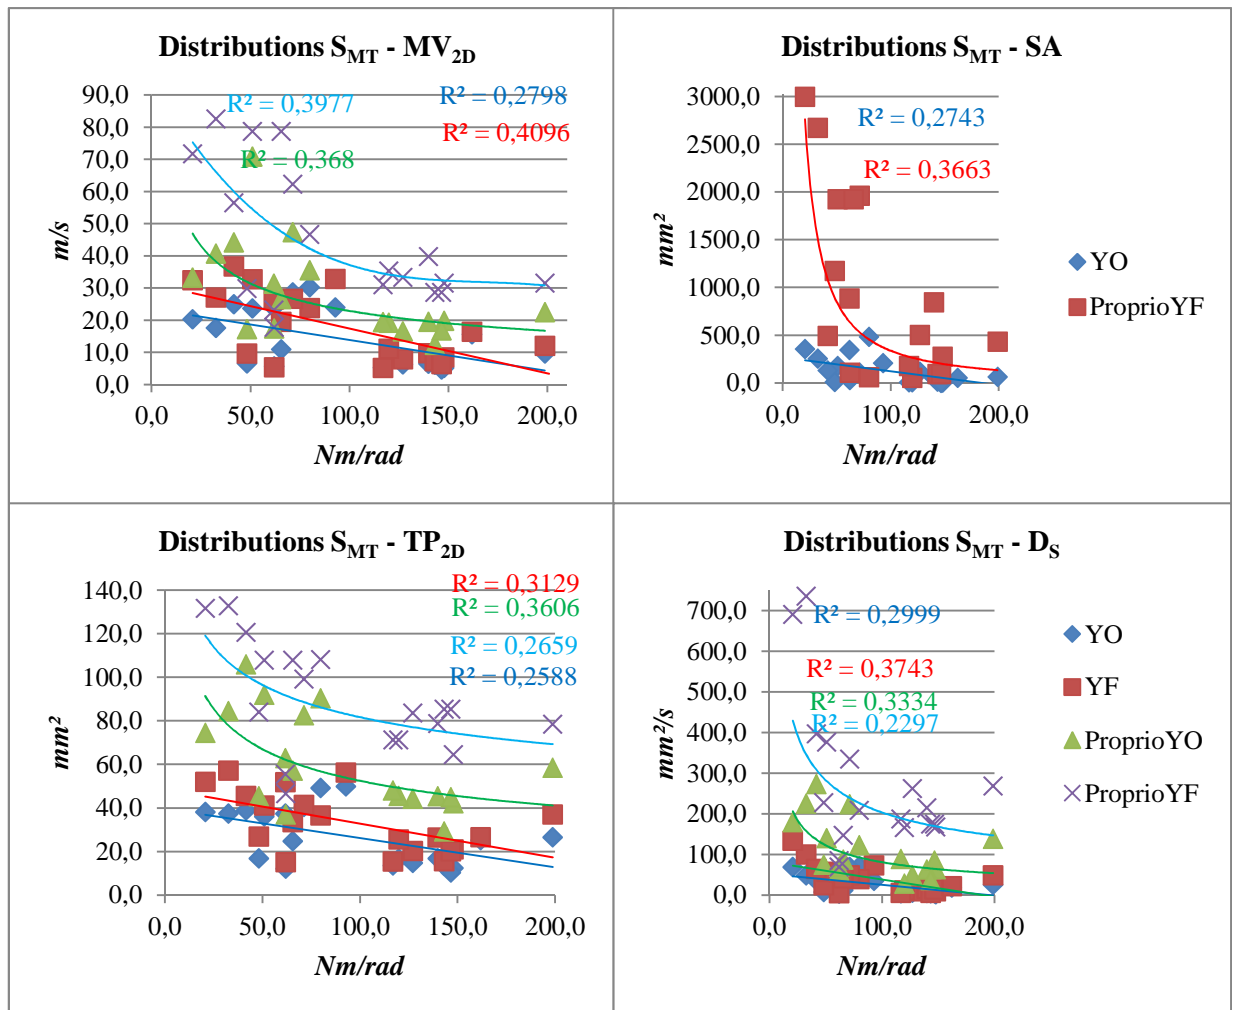 Distributions S_MT - MV_2D
R² = 0,3977
R² = 0,2798
R² = 0,4096
R² = 0,368
90,0
80,0
70,0
60,0
50,0
40,0
30,0
20,0
10,0
0,0
m/s
0,0 50,0 100,0 150,0 200,0
Nm/rad
Distributions S_MT - SA
R² = 0,2743
R² = 0,3663
3000,0
2500,0
2000,0
1500,0
1000,0
500,0
0,0
mm²
0,0 100,0 200,0
Nm/rad
YO
ProprioYF
Distributions S_MT - TP_2D
R² = 0,3129
R² = 0,3606
R² = 0,2659
R² = 0,2588
140,0
120,0
100,0
80,0
60,0
40,0
20,0
0,0
mm²
0,0 50,0 100,0 150,0 200,0
Nm/rad
Distributions S_MT - D_S
R² = 0,2999
R² = 0,3743
R² = 0,3334
R² = 0,2297
700,0
600,0
500,0
400,0
300,0
200,0
100,0
0,0
mm²/s
0,0 100,0 200,0
Nm/rad
YO
YF
ProprioYO
ProprioYF